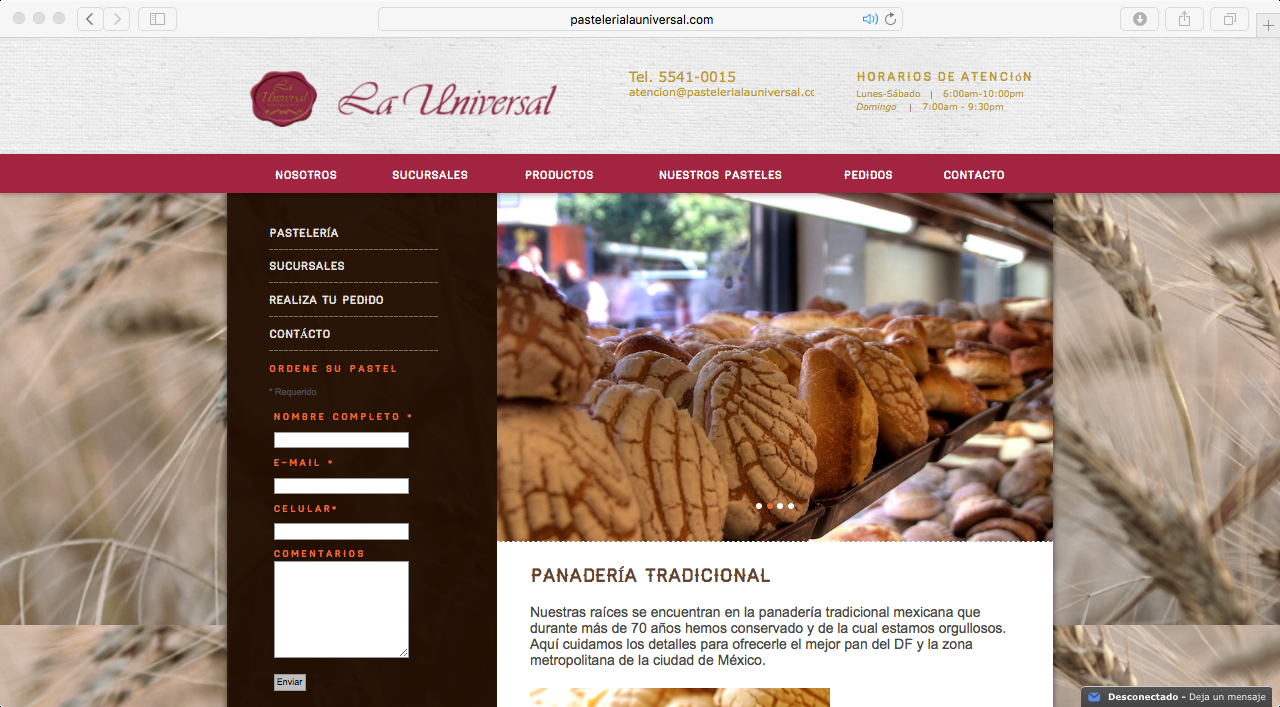 pastelerialauniversal.com
La Universal
La Universal
Tel. 5541-0015
atencion@pastelerialauniversal.cc
HORARIOS DE ATENCIóN
Lunes-Sábado | 6:00am-10:00pm
Domingo | 7:00am - 9:30pm
NOSOTROS SUCURSALES PRODUCTOS NUESTROS PASTELES PEDIDOS CONTACTO
PASTELERÍA
SUCURSALES
REALIZA TU PEDIDO
CONTÁCTO
ORDENE SU PASTEL
* Requerido
NOMBRE COMPLETO *
E-MAIL *
CELULAR*
COMENTARIOS
Enviar
PANADERÍA TRADICIONAL
Nuestras raíces se encuentran en la panadería tradicional mexicana que
durante más de 70 años hemos conservado y de la cual estamos orgullosos.
Aquí cuidamos los detalles para ofrecerle el mejor pan del DF y la zona
metropolitana de la ciudad de México.
Desconectado - Deja un mensaje